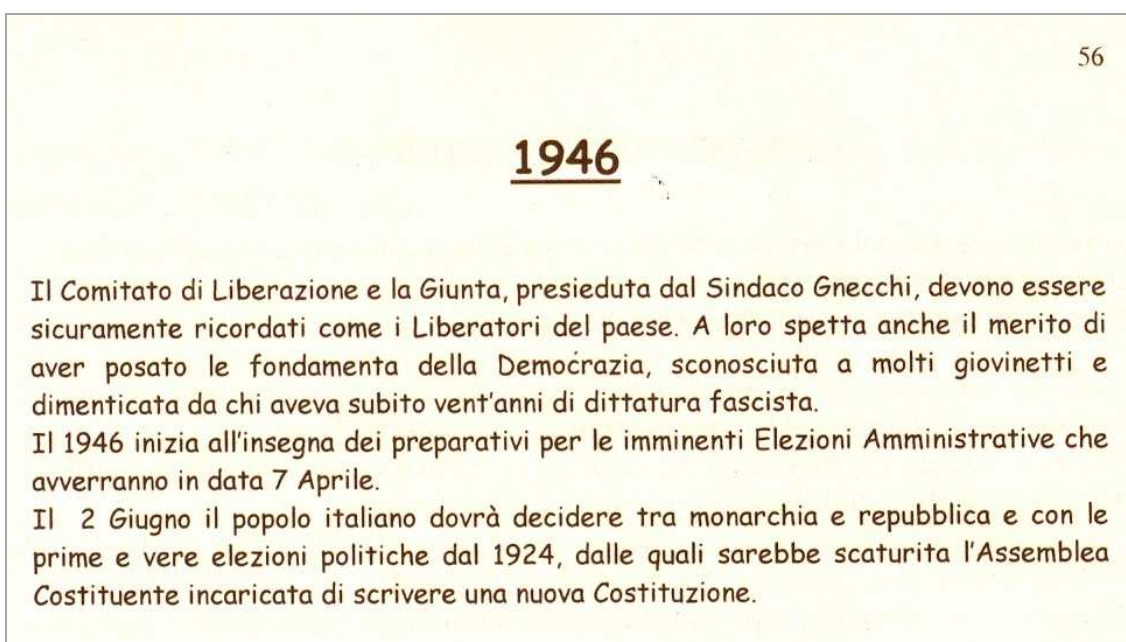 56
1946
Il Comitato di Liberazione e la Giunta, presieduta dal Sindaco Gnecchi, devono essere
sicuramente ricordati come i Liberatori del paese. A loro spetta anche il merito di
aver posato le fondamenta della Democrazia, sconosciuta a molti giovinetti e
dimenticata da chi aveva subito vent'anni di dittatura fascista.
Il 1946 inizia all'insegna dei preparativi per le imminenti Elezioni Amministrative che
avverranno in data 7 Aprile.
Il 2 Giugno il popolo italiano dovrà decidere tra monarchia e repubblica e con le
prime e vere elezioni politiche dal 1924, dalle quali sarebbe scaturita l'Assemblea
Costituente incaricata di scrivere una nuova Costituzione.